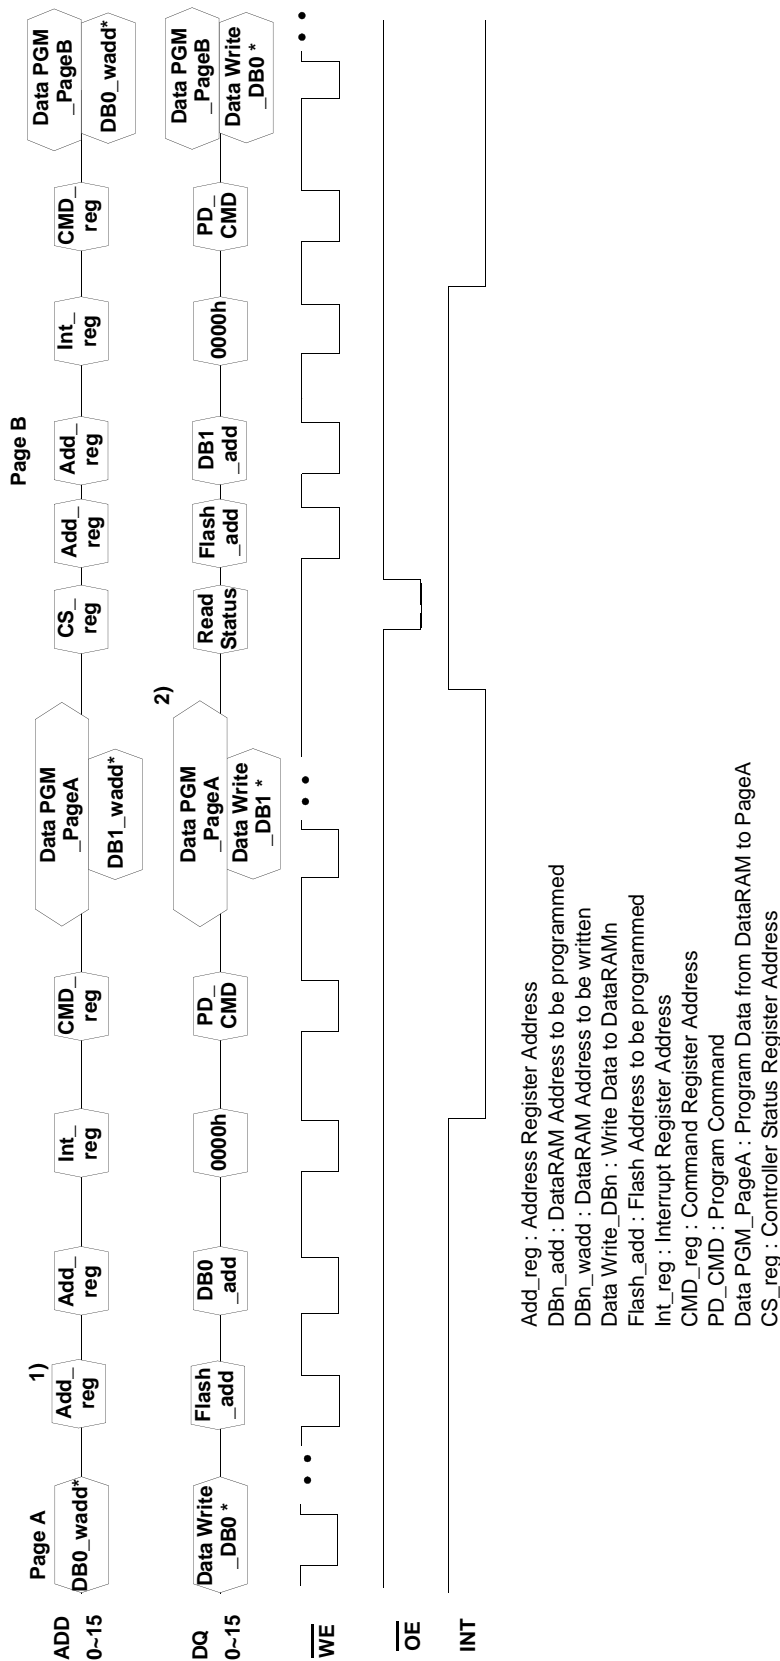 Page A
Page B
ADD
0~15
DB0_wadd*
1)
Add_
reg
Add_
reg
Int_
reg
CMD_
reg
Data PGM
_PageA
DB1_wadd*
CS_
reg
Add_
reg
Add_
reg
Int_
reg
CMD_
reg
Data PGM
_PageB
DB0_wadd*
DQ
0~15
Data Write
_DB0 *
Flash
_add
DB0
_add
0000h
PD_
CMD
2)
Data PGM
_PageA
Data Write
_DB1 *
Read
Status
Flash
_add
DB1
_add
0000h
PD_
CMD
Data PGM
_PageB
Data Write
_DB0 *
WE
OE
INT
Add_reg : Address Register Address
DBn_add : DataRAM Address to be programmed
DBn_wadd : DataRAM Address to be written
Data Write_DBn : Write Data to DataRAMn
Flash_add : Flash Address to be programmed
Int_reg : Interrupt Register Address
CMD_reg : Command Register Address
PD_CMD : Program Command
Data PGM_PageA : Program Data from DataRAM to PageA
CS_reg : Controller Status Register Address